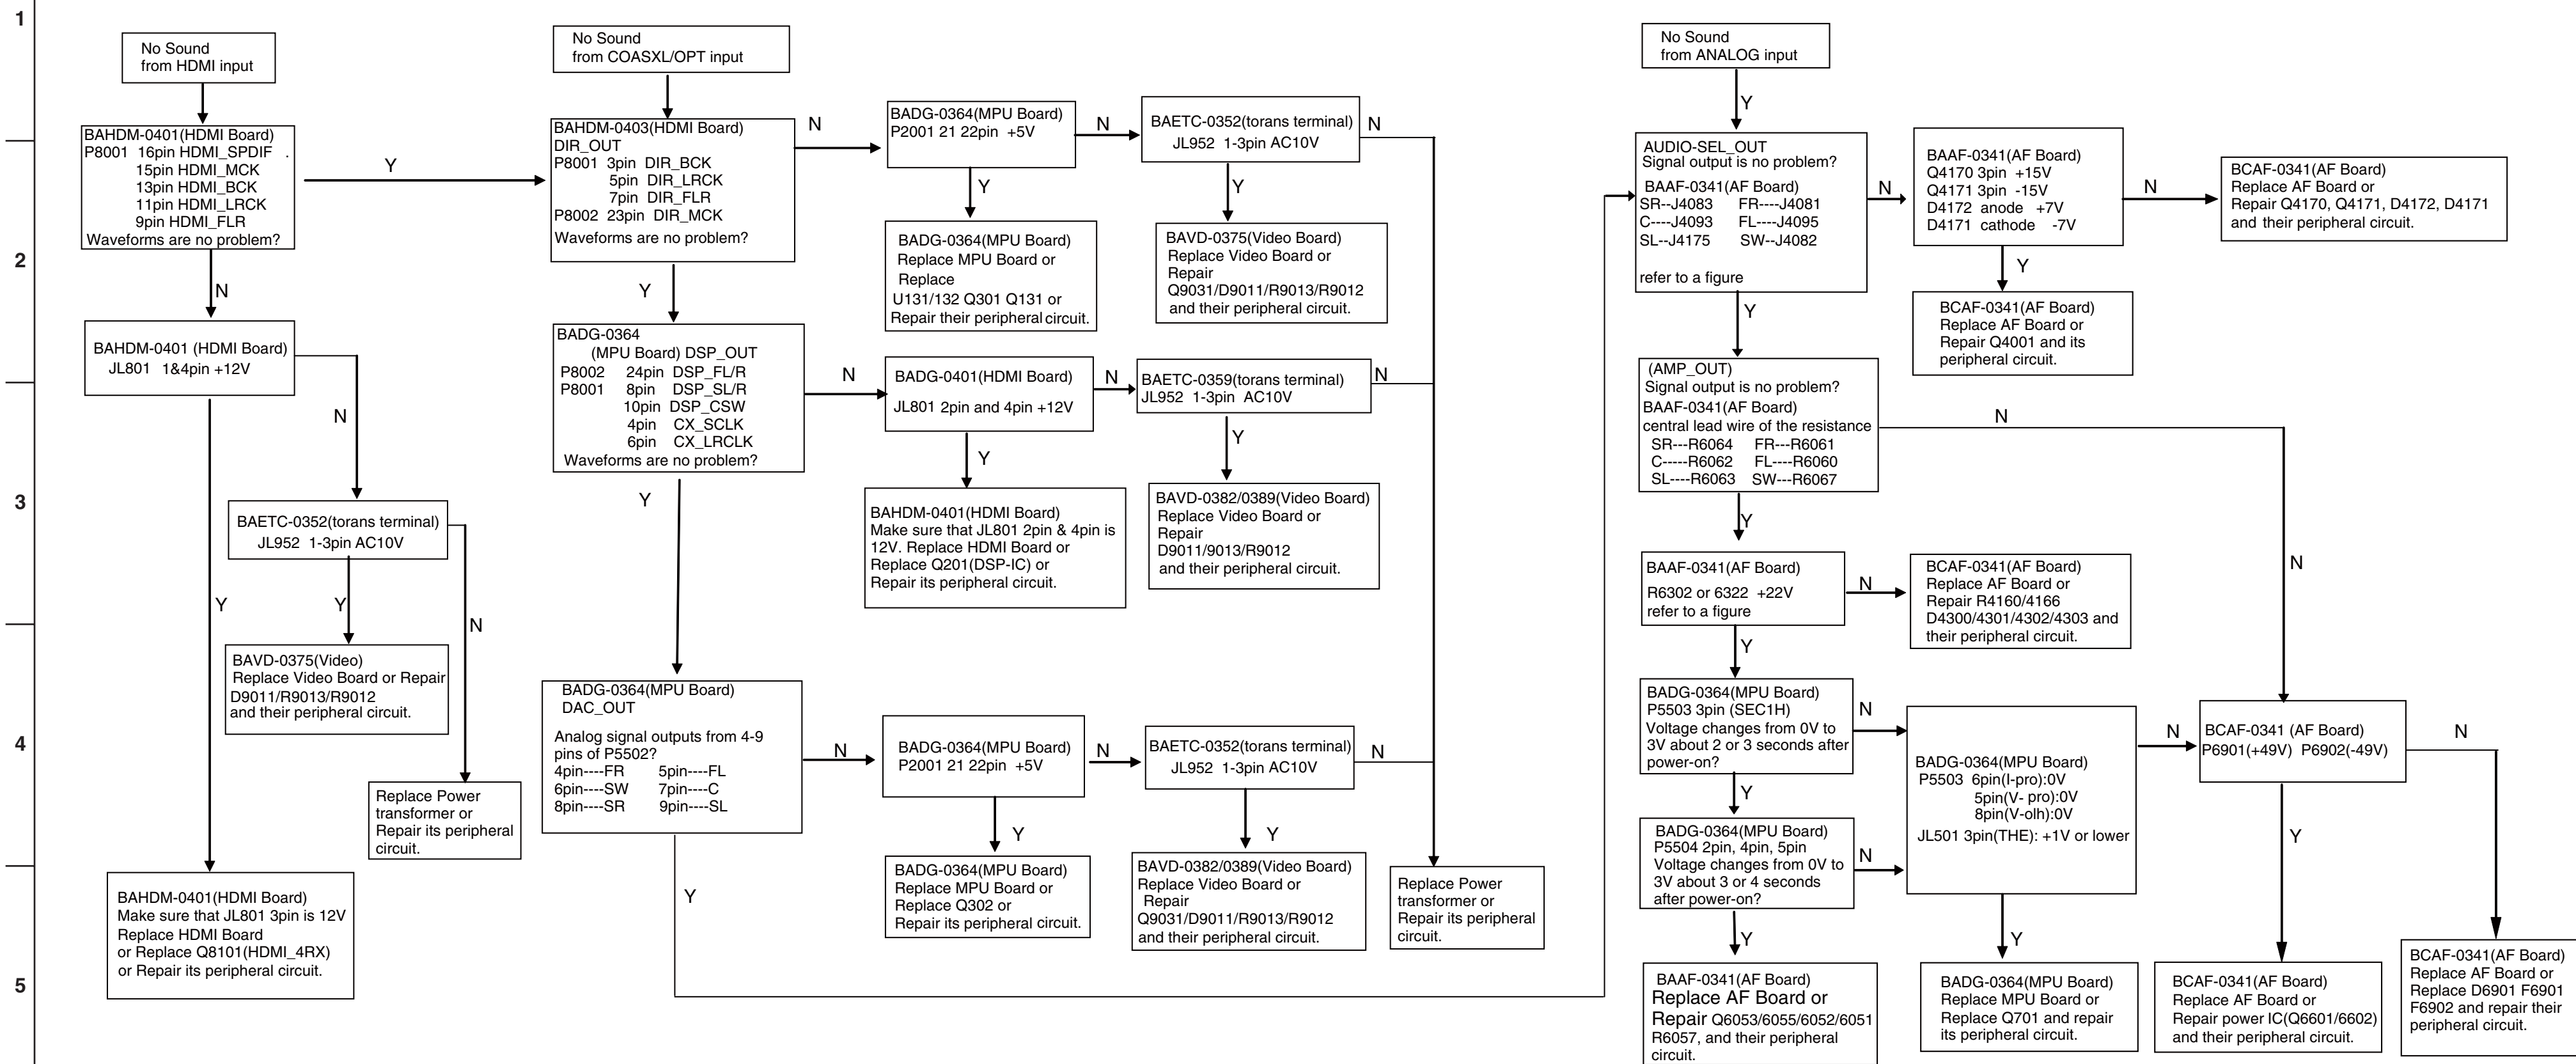 1
2
3
4
5
No Sound
from HDMI input
BAHDM-0401(HDMI Board)
P8001 16pin HDMI_SPDIF .
15pin HDMI_MCK
13pin HDMI_BCK
11pin HDMI_LRCK
9pin HDMI_FLR
Waveforms are no problem?
Y
N
BAHDM-0401 (HDMI Board)
JL801 1&4pin +12V
N
Y
BAETC-0352(torans terminal)
JL952 1-3pin AC10V
Y
N
BAVD-0375(Video)
Replace Video Board or Repair
D9011/R9013/R9012
and their peripheral circuit.
Replace Power
transformer or
Repair its peripheral
circuit.
BAHDM-0401(HDMI Board)
Make sure that JL801 3pin is 12V
Replace HDMI Board
or Replace Q8101(HDMI_4RX)
or Repair its peripheral circuit.
No Sound
from COASXL/OPT input
BAHDM-0403(HDMI Board)
DIR_OUT
P8001 3pin DIR_BCK
5pin DIR_LRCK
7pin DIR_FLR
P8002 23pin DIR_MCK
Waveforms are no problem?
N
Y
BADG-0364(MPU Board)
P2001 21 22pin +5V
N
Y
BAETC-0352(torans terminal)
JL952 1-3pin AC10V
N
Y
BADG-0364(MPU Board)
Replace MPU Board or
Replace
U131/132 Q301 Q131 or
Repair their peripheral circuit.
BAVD-0375(Video Board)
Replace Video Board or
Repair
Q9031/D9011/R9013/R9012
and their peripheral circuit.
BADG-0364
(MPU Board) DSP_OUT
P8002 24pin DSP_FL/R
P8001 8pin DSP_SL/R
10pin DSP_CSW
4pin CX_SCLK
6pin CX_LRCLK
Waveforms are no problem?
N
Y
BADG-0401(HDMI Board)
JL801 2pin and 4pin +12V
N
Y
BAETC-0359(torans terminal)
JL952 1-3pin AC10V
N
Y
BAHDM-0401(HDMI Board)
Make sure that JL801 2pin & 4pin is
12V. Replace HDMI Board or
Replace Q201(DSP-IC) or
Repair its peripheral circuit.
BAVD-0382/0389(Video Board)
Replace Video Board or
Repair
D9011/9013/R9012
and their peripheral circuit.
BADG-0364(MPU Board)
DAC_OUT
Analog signal outputs from 4-9
pins of P5502?
4pin----FR 5pin----FL
6pin----SW 7pin----C
8pin----SR 9pin----SL
N
Y
BADG-0364(MPU Board)
P2001 21 22pin +5V
N
Y
BAETC-0352(torans terminal)
JL952 1-3pin AC10V
N
Y
BADG-0364(MPU Board)
Replace MPU Board or
Replace Q302 or
Repair its peripheral circuit.
BAVD-0382/0389(Video Board)
Replace Video Board or
Repair
Q9031/D9011/R9013/R9012
and their peripheral circuit.
Replace Power
transformer or
Repair its peripheral
circuit.
No Sound
from ANALOG input
Y
AUDIO-SEL_OUT
Signal output is no problem?
BAAF-0341(AF Board)
SR--J4083 FR----J4081
C----J4093 FL----J4095
SL--J4175 SW--J4082
refer to a figure
N
Y
BAAF-0341(AF Board)
Q4170 3pin +15V
Q4171 3pin -15V
D4172 anode +7V
D4171 cathode -7V
N
Y
BCAF-0341(AF Board)
Replace AF Board or
Repair Q4170, Q4171, D4172, D4171
and their peripheral circuit.
BCAF-0341(AF Board)
Replace AF Board or
Repair Q4001 and its
peripheral circuit.
(AMP_OUT)
Signal output is no problem?
BAAF-0341(AF Board)
central lead wire of the resistance
SR---R6064 FR---R6061
C-----R6062 FL----R6060
SL----R6063 SW---R6067
N
N
Y
BAAF-0341(AF Board)
R6302 or 6322 +22V
refer to a figure
N
Y
BCAF-0341(AF Board)
Replace AF Board or
Repair R4160/4166
D4300/4301/4302/4303 and
their peripheral circuit.
BADG-0364(MPU Board)
P5503 3pin (SEC1H)
Voltage changes from 0V to
3V about 2 or 3 seconds after
power-on?
N
Y
BADG-0364(MPU Board)
P5504 2pin, 4pin, 5pin
Voltage changes from 0V to
3V about 3 or 4 seconds
after power-on?
N
Y
BADG-0364(MPU Board)
P5503 6pin(I-pro):0V
5pin(V- pro):0V
8pin(V-olh):0V
JL501 3pin(THE): +1V or lower
N
Y
BCAF-0341 (AF Board)
P6901(+49V) P6902(-49V)
N
Y
BAAF-0341(AF Board)
Replace AF Board or
Repair Q6053/6055/6052/6051
R6057, and their peripheral
circuit.
BADG-0364(MPU Board)
Replace MPU Board or
Replace Q701 and repair
its peripheral circuit.
BCAF-0341(AF Board)
Replace AF Board or
Repair power IC(Q6601/6602)
and their peripheral circuit.
BCAF-0341(AF Board)
Replace AF Board or
Replace D6901 F6901
F6902 and repair their
peripheral circuit.